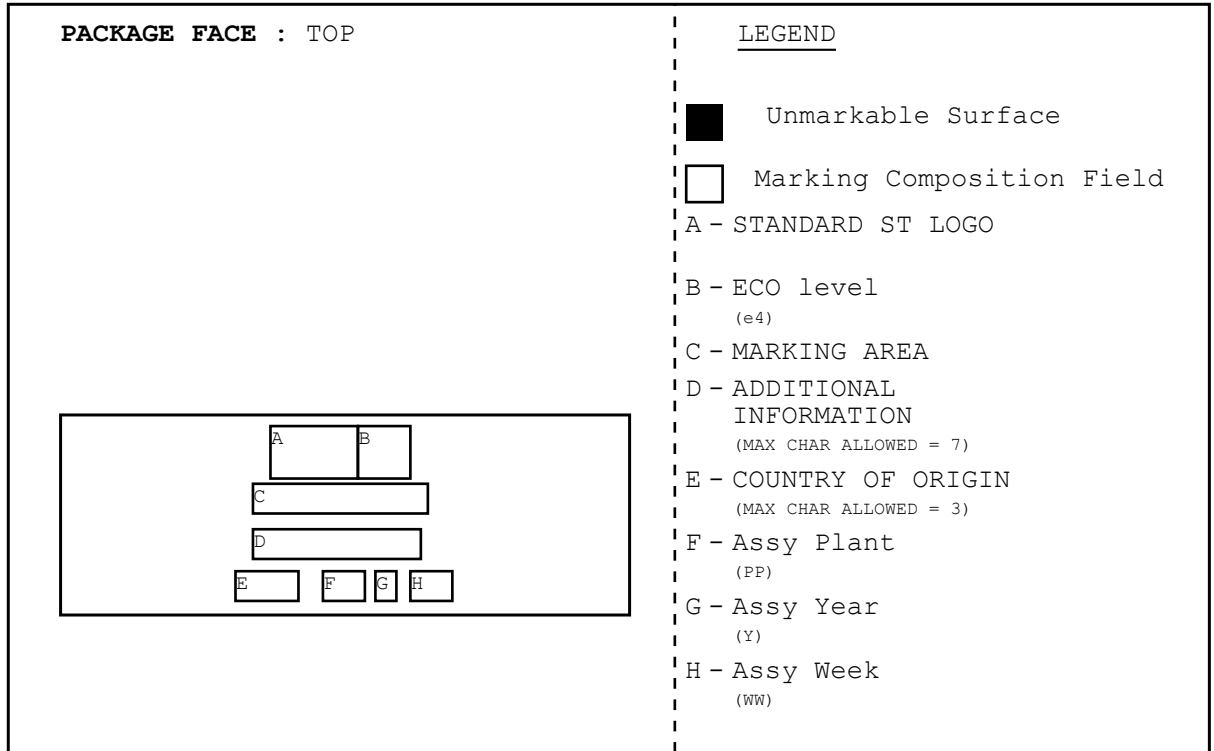 PACKAGE FACE : TOP
A
B
C
D
E
F
G
H
LEGEND
Unmarkable Surface
Marking Composition Field
A - STANDARD ST LOGO
B - ECO level
(e4)
C - MARKING AREA
D - ADDITIONAL
INFORMATION
(MAX CHAR ALLOWED = 7)
E - COUNTRY OF ORIGIN
(MAX CHAR ALLOWED = 3)
F - Assy Plant
(PP)
G - Assy Year
(Y)
H - Assy Week
(WW)